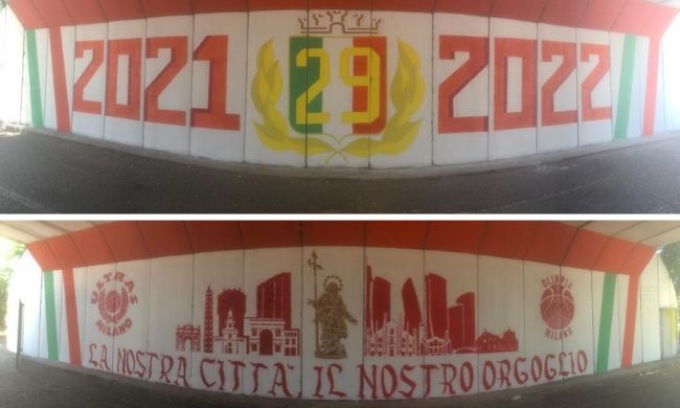 2021 29 2022
ULTRAS
MILANO
OLIMPIA
MILANO
LA NOSTRA CITTA' IL NOSTRO ORGOGLIO